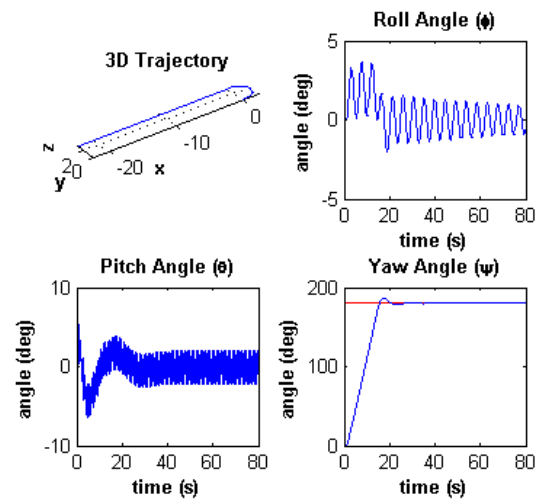 3D Trajectory
z
2
0
y
-20
x
-10
0
Roll Angle (ϕ)
angle (deg)
5
0
-5
0 20 40 60 80
time (s)
Pitch Angle (θ)
angle (deg)
10
0
-10
0 20 40 60 80
time (s)
Yaw Angle (ψ)
angle (deg)
200
100
0
0 20 40 60 80
time (s)